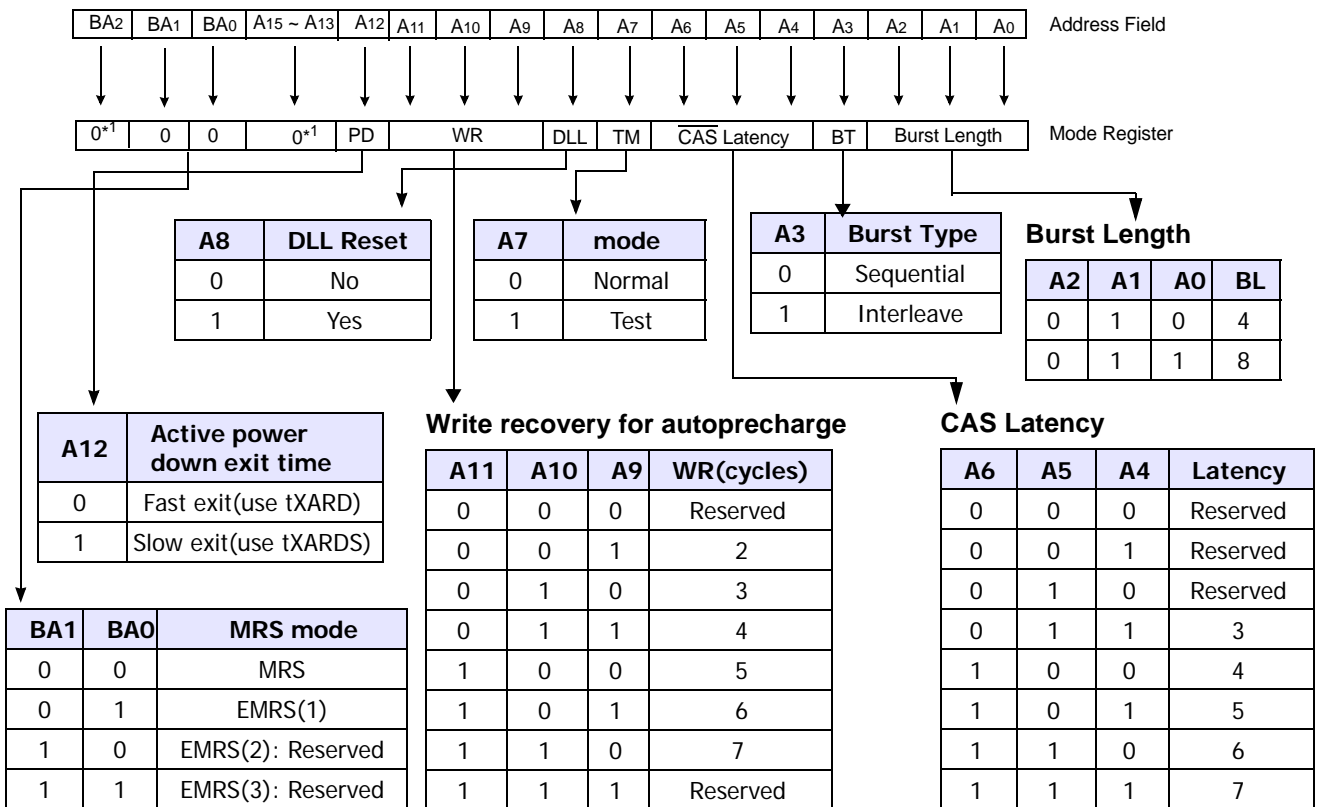 BA2 BA1 BA0 A15 ~ A13 A12 A11 A10 A9 A8 A7 A6 A5 A4 A3 A2 A1 A0 Address Field
0*1 0 0 0*1 PD WR DLL TM CAS Latency BT Burst Length Mode Register
A8 DLL Reset
0 No
1 Yes
A7 mode
0 Normal
1 Test
A3 Burst Type
0 Sequential
1 Interleave
Burst Length
A2 A1 A0 BL
0 1 0 4
0 1 1 8
A12 Active power
down exit time
0 Fast exit(use tXARD)
1 Slow exit(use tXARDS)
BA1 BA0 MRS mode
0 0 MRS
0 1 EMRS(1)
1 0 EMRS(2): Reserved
1 1 EMRS(3): Reserved
Write recovery for autoprecharge
A11 A10 A9 WR(cycles)
0 0 0 Reserved
0 0 1 2
0 1 0 3
0 1 1 4
1 0 0 5
1 0 1 6
1 1 0 7
1 1 1 Reserved
CAS Latency
A6 A5 A4 Latency
0 0 0 Reserved
0 0 1 Reserved
0 1 0 Reserved
0 1 1 3
1 0 0 4
1 0 1 5
1 1 0 6
1 1 1 7